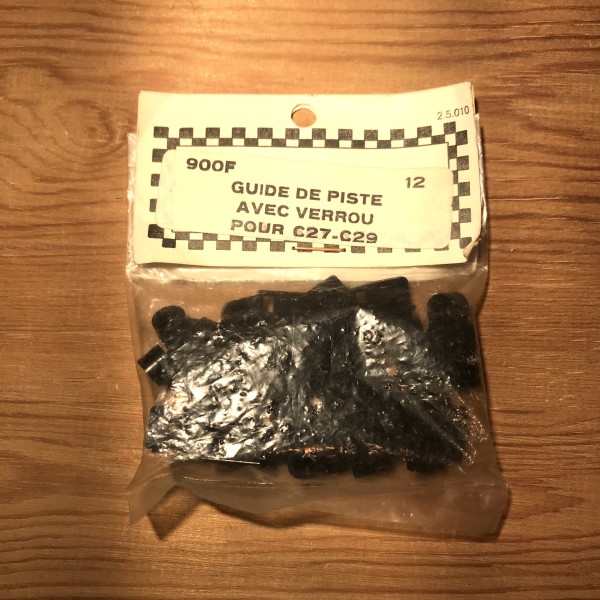 2.5.010
900F
12
GUIDE DE PISTE
AVEC VERROU
POUR C27-C29